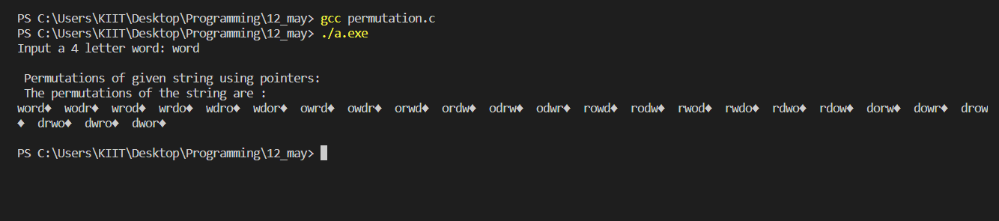 PS C:\Users\KIIT\Desktop\Programming\12_may> gcc permutation.c
PS C:\Users\KIIT\Desktop\Programming\12_may> ./a.exe
Input a 4 letter word: word
Permutations of given string using pointers:
The permutations of the string are :
word♦ wodr♦ wrod♦ wrdo♦ wdro♦ wdor♦ owrd♦ owdr♦ orwd♦ ordw♦ odrw♦ odwr♦ rowd♦ rodw♦ rwod♦ rwdo♦ rdwo♦ rdow♦ dorw♦ dowr♦ drow
♦ drwo♦ dwro♦ dwor♦
PS C:\Users\KIIT\Desktop\Programming\12_may>